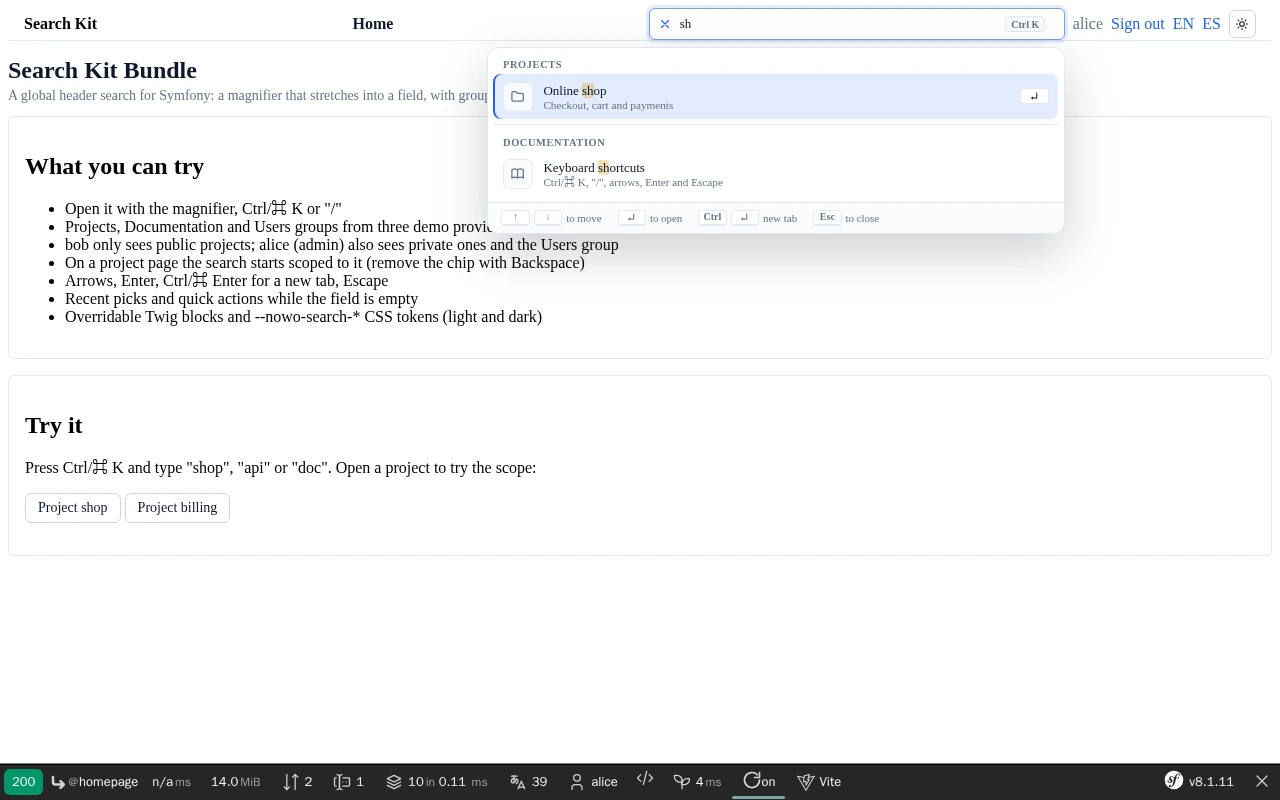 Search Kit
Home
sh
Ctrl K
alice Sign out EN ES
Search Kit Bundle
A global header search for Symfony: a magnifier that stretches into a field, with
PROJECTS
Online shop
Checkout, cart and payments
↵
DOCUMENTATION
Keyboard shortcuts
Ctrl/⌘ K, "/", arrows, Enter and Escape
↑ ↓ to move ↵ to open Ctrl ↵ new tab Esc to close
What you can try
Open it with the magnifier, Ctrl/⌘ K or "/"
Projects, Documentation and Users groups from three demo
bob only sees public projects; alice (admin) also sees private ones and the Users group
On a project page the search starts scoped to it (remove the chip with Backspace)
Arrows, Enter, Ctrl/⌘ Enter for a new tab, Escape
Recent picks and quick actions while the field is empty
Overridable Twig blocks and --nowo-search-* CSS tokens (light and dark)
Try it
Press Ctrl/⌘ K and type "shop", "api" or "doc". Open a project to try the scope:
Project shop
Project billing
200 @homepage n/a ms 14.0 MiB 2 1 10 in 0.11 ms 39 alice 4 ms on Vite v8.1.11